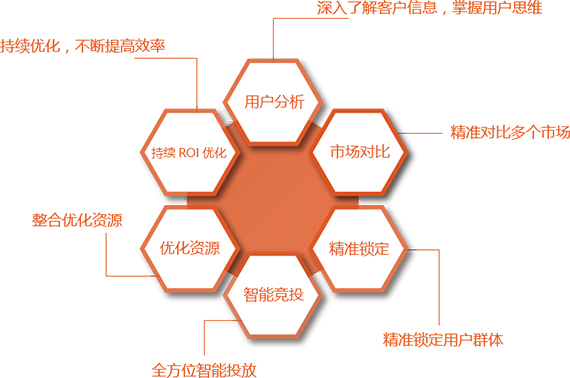 深入了解客户信息，掌握用户思维
持续优化，不断提高效率
用户分析
精准对比多个市场
持续 ROI 优化
市场对比
整合优化资源
优化资源
精准锁定
智能竞投
精准锁定用户群体
全方位智能投放